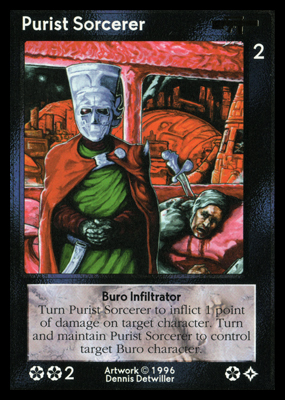 Purist Sorcerer
2
Buro Infiltrator
Turn Purist Sorcerer to inflict 1 point
of damage on target character. Turn
and maintain Purist Sorcerer to control
target Buro character.
2
Artwork © 1996
Dennis Detwiller